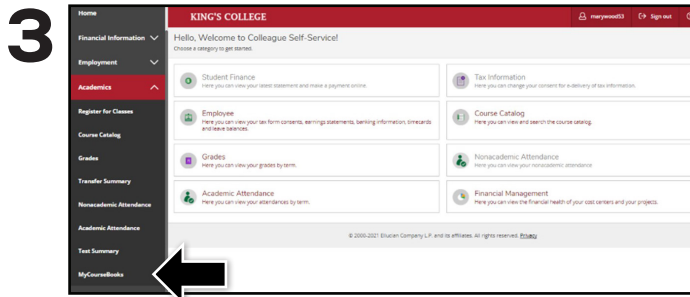 3
Home
Financial Information
Employment
Academics
Register for Classes
Course Catalog
Grades
Transfer Summary
Nonacademic Attendance
Academic Attendance
Test Summary
MyCourseBooks
KING'S COLLEGE
marywood53
Sign out
Hello, Welcome to Colleague Self-Service!
Choose a category to get started.
Student Finance
Here you can view your latest statement and make a payment online.
Tax Information
Here you can change your consent for e-delivery of tax information.
Employee
Here you can view your tax form consents, earnings statements, banking information, timecards
and leave balances.
Course Catalog
Here you can view and search the course catalog.
Grades
Here you can view your grades by term.
Nonacademic Attendance
Here you can view your nonacademic attendance
Academic Attendance
Here you can view your attendances by term.
Financial Management
Here you can view the financial health of your cost centers and your projects.
© 2000-2021 Ellucian Company L.P. and its affiliates. All rights reserved. Privacy